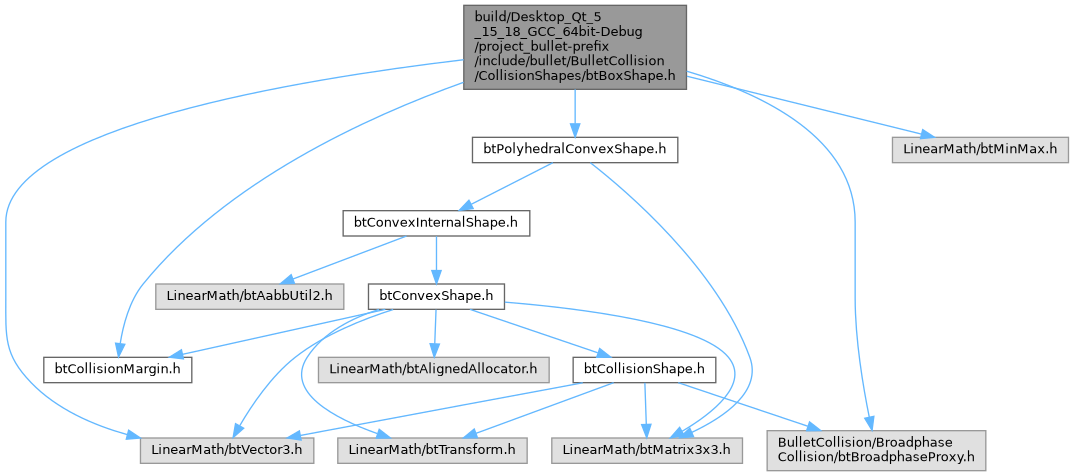 build/Desktop_Qt_5
_15_18_GCC_64bit-Debug
/project_bullet-prefix
/include/bullet/BulletCollision
/CollisionShapes/btBoxShape.h
btPolyhedralConvexShape.h
LinearMath/btMinMax.h
btConvexInternalShape.h
LinearMath/btAabbUtil2.h
btConvexShape.h
btCollisionMargin.h
LinearMath/btAlignedAllocator.h
btCollisionShape.h
LinearMath/btVector3.h
LinearMath/btTransform.h
LinearMath/btMatrix3x3.h
BulletCollision/Broadphase
Collision/btBroadphaseProxy.h